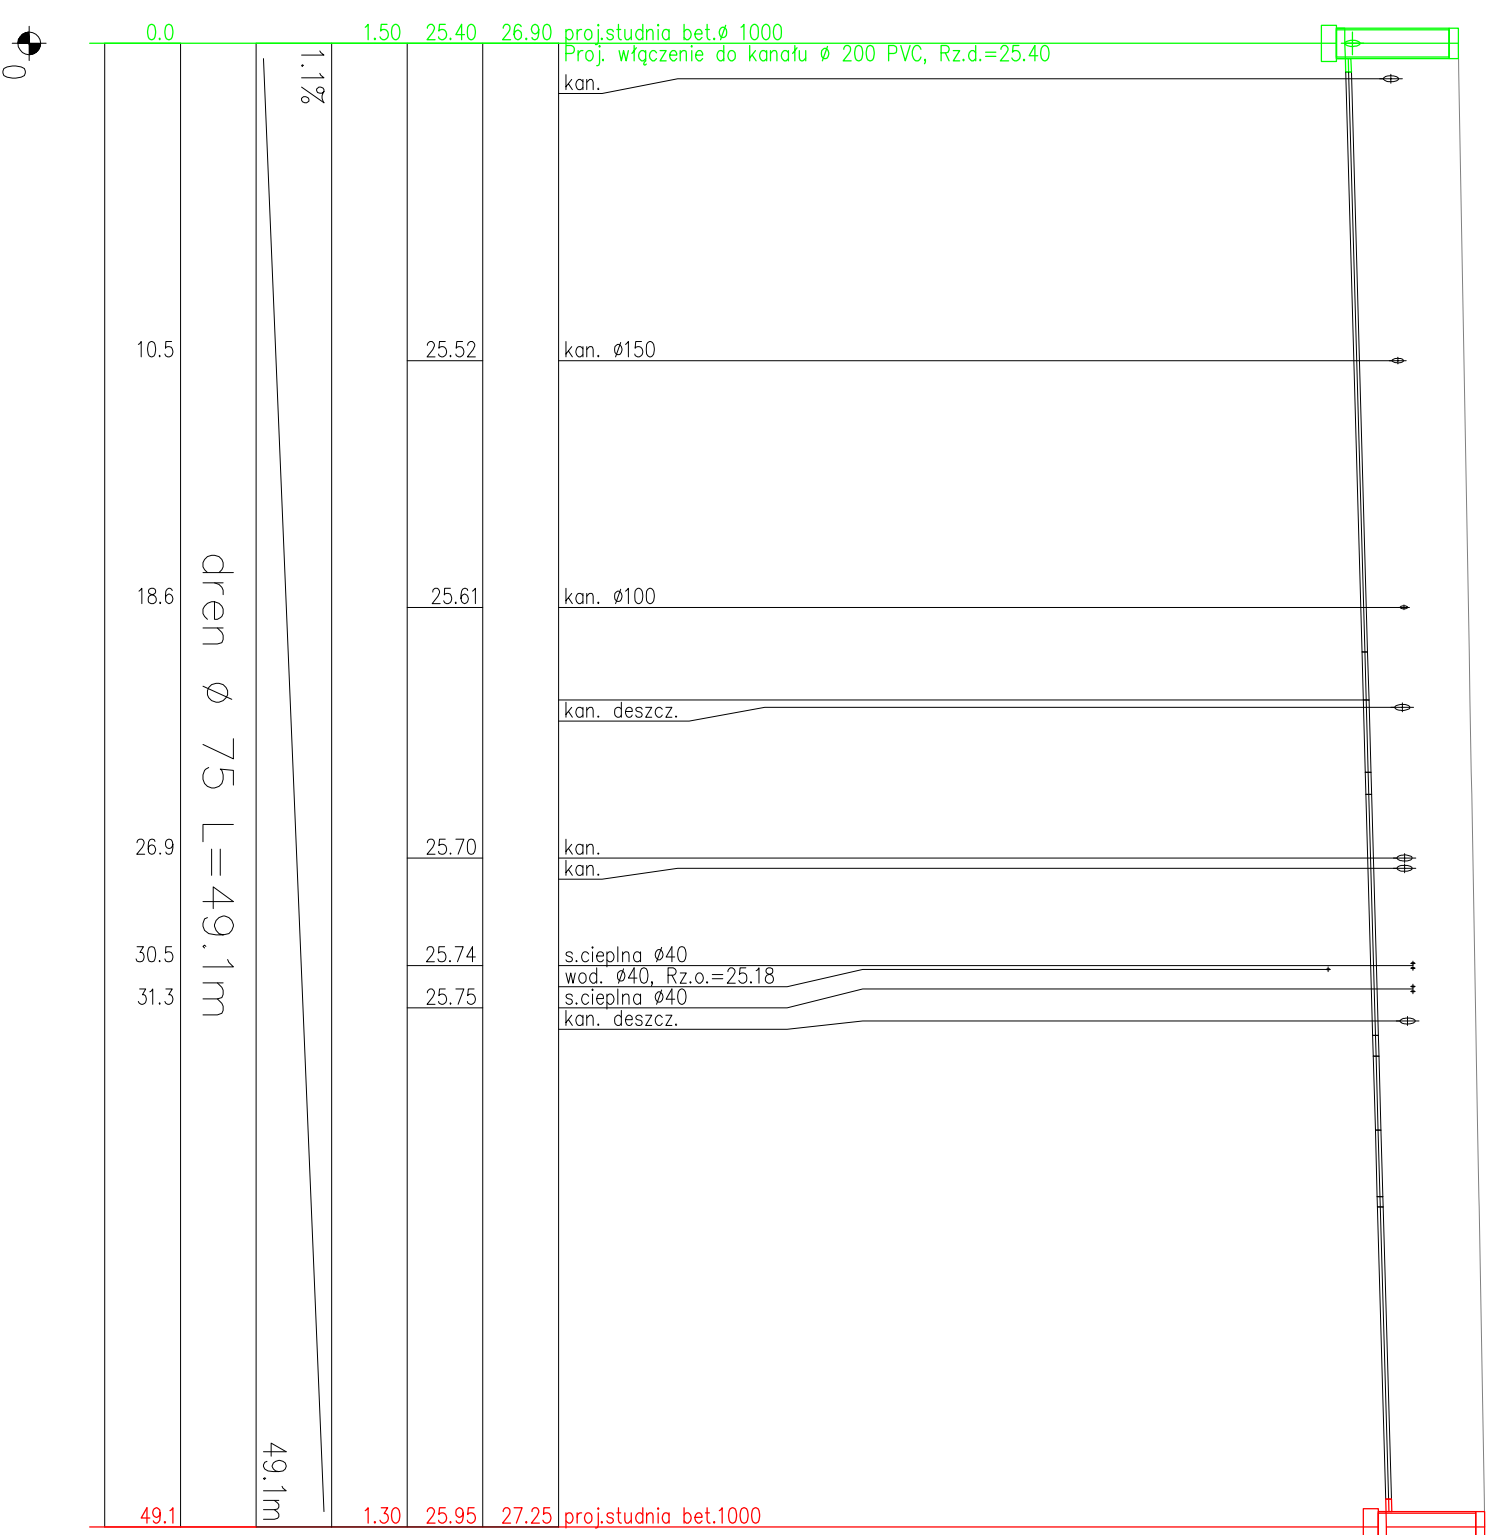 0.0 1.50 25.40 26.90 proj.studnia bet.ø 1000
Proj. włączenie do kanału ø 200 PVC, Rz.d.=25.40
0
1.1%
kan.
10.5 25.52 kan. ø150
18.6 25.61 kan. ø100
dren ø 75 L=49.1m
kan. deszcz.
26.9 25.70 kan.
kan.
30.5 25.74 s.cieplna ø40
wod. ø40, Rz.o.=25.18
31.3 25.75 s.cieplna ø40
kan. deszcz.
49.1m
49.1 1.30 25.95 27.25 proj.studnia bet.1000